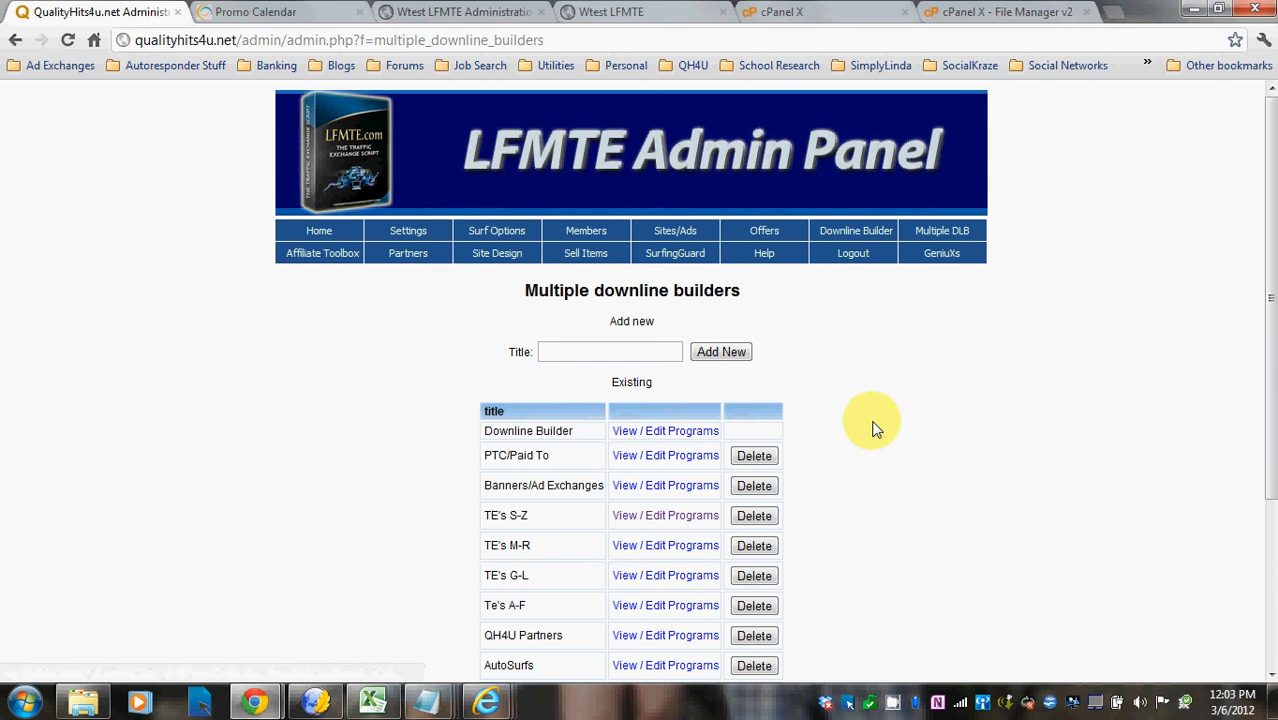 QualityHits4u.net Administ
Promo Calendar
Wtest LFMTE Administratio
Wtest LFMTE
cPanel X
cPanel X - File Manager v2
qualityhits4u.net/admin/admin.php?f=multiple_downline_builders
Ad Exchanges
Autoresponder Stuff
Banking
Blogs
Forums
Job Search
Utilities
Personal
QH4U
School Research
SimplyLinda
SocialKraze
Social Networks
»
Other bookmarks
LFMTE.com
THE TRAFFIC
EXCHANGE SCRIPT
LFMTE Admin Panel
Home Settings Surf Options Members Sites/Ads Offers Downline Builder Multiple DLB
Affiliate Toolbox Partners Site Design Sell Items SurfingGuard Help Logout GeniuXs
Multiple downline builders
Add new
Title: Add New
Existing
title
Downline Builder View / Edit Programs
PTC/Paid To View / Edit Programs Delete
Banners/Ad Exchanges View / Edit Programs Delete
TE's S-Z View / Edit Programs Delete
TE's M-R View / Edit Programs Delete
TE's G-L View / Edit Programs Delete
Te's A-F View / Edit Programs Delete
QH4U Partners View / Edit Programs Delete
AutoSurfs View / Edit Programs Delete
12:03 PM
3/6/2012